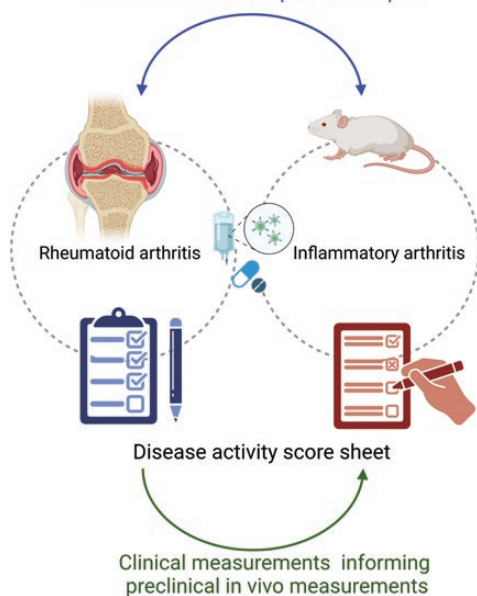 Rheumatoid arthritis
Inflammatory arthritis
Disease activity score sheet
Clinical measurements informing
preclinical in vivo measurements